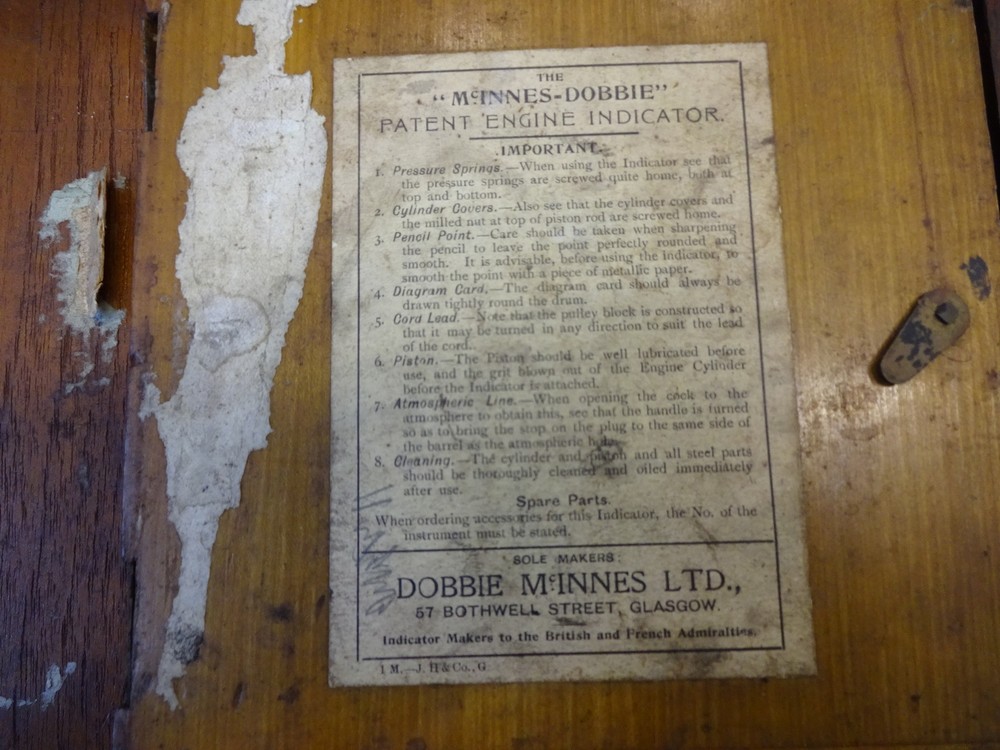 THE
"McINNES-DOBBIE"
PATENT ENGINE INDICATOR.
IMPORTANT.
1. Pressure Springs.—When using the Indicator see that
the pressure springs are screwed quite home, both at
top and bottom.
2. Cylinder Covers.—Also see that the cylinder covers and
the milled nut at top of piston rod are screwed home.
3. Pencil Point.—Care should be taken when sharpening
the pencil to leave the point perfectly rounded and
smooth. It is advisable, before using the Indicator, to
smooth the point with a piece of metallic paper.
4. Diagram Card.—The diagram card should always be
drawn tightly round the drum.
5. Cord Lead.—Note that the pulley block is constructed so
that it may be turned in any direction to suit the lead
of the cord.
6. Piston.—The Piston should be well lubricated before
use, and the grit blown out of the Engine Cylinder
before the Indicator is attached.
7. Atmospheric Line.—When opening the cock to the
atmosphere to obtain this, see that the handle is turned
so as to bring the stop on the plug to the same side of
the barrel as the atmospheric hole.
8. Cleaning.—The cylinder and piston and all steel parts
should be thoroughly cleaned and oiled immediately
after use.
Spare Parts.
When ordering accessories for this Indicator, the No. of the
instrument must be stated.
SOLE MAKERS:
DOBBIE McINNES LTD.,
57 BOTHWELL STREET, GLASGOW.
Indicator Makers to the British and French Admiralties.
1 M.—J. H & Co., G